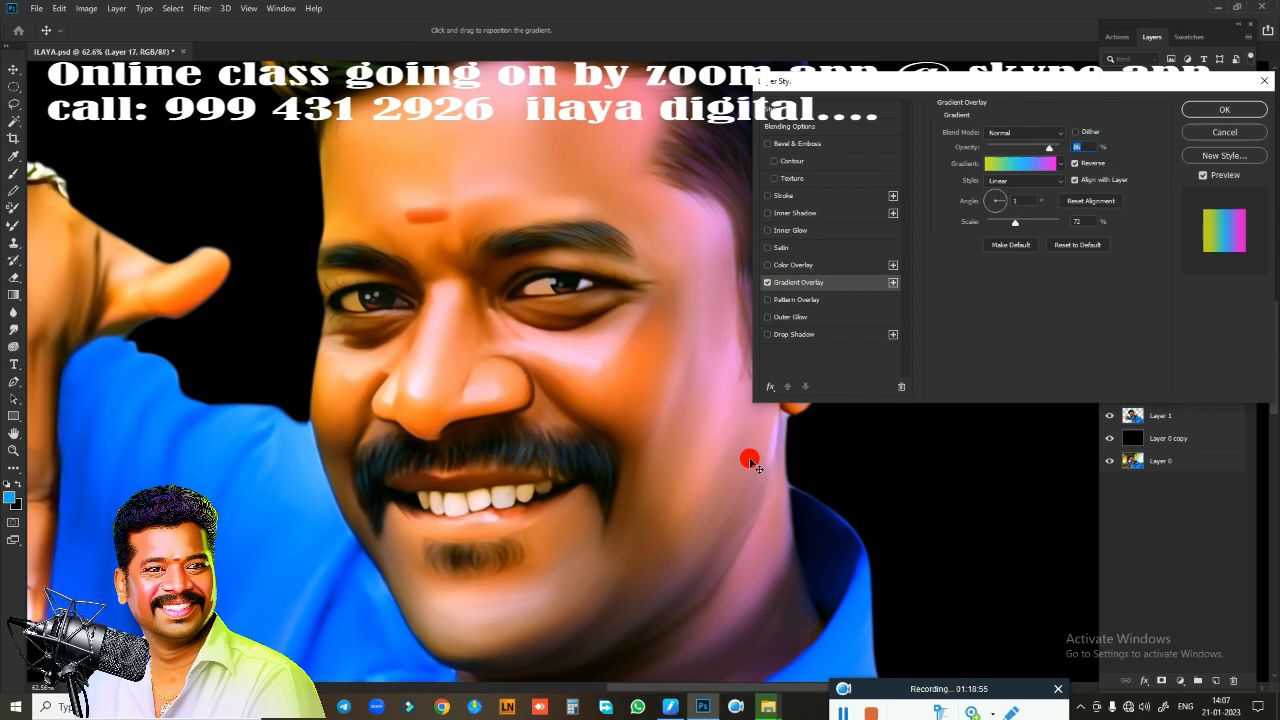 File Edit Image Layer Type Select Filter 3D View Window Help
Click and drag to reposition the gradient.
Actions Layers Swatches
ILAYA.psd @ 62.6% (Layer 17, RGB/8#) *
Kind
Online class going on by zoom app @ skype app
call: 999 431 2926 ilaya digital....
Blending Options
Bevel & Emboss
Contour
Texture
Stroke
Inner Shadow
Inner Glow
Satin
Color Overlay
Gradient Overlay
Pattern Overlay
Outer Glow
Drop Shadow
fx
Gradient Overlay
Gradient
Blend Mode: Normal Dither
Opacity: 86 %
Gradient: Reverse
Style: Linear Align with Layer
Angle: 1 ° Reset Alignment
Scale: 72 %
Make Default Reset to Default
OK
Cancel
New Style...
Preview
Layer 1
Layer 0 copy
Layer 0
Activate Windows
Go to Settings to activate Windows.
Recording... 01:18:55
LN
Ps
ENG
14:07
21-01-2023